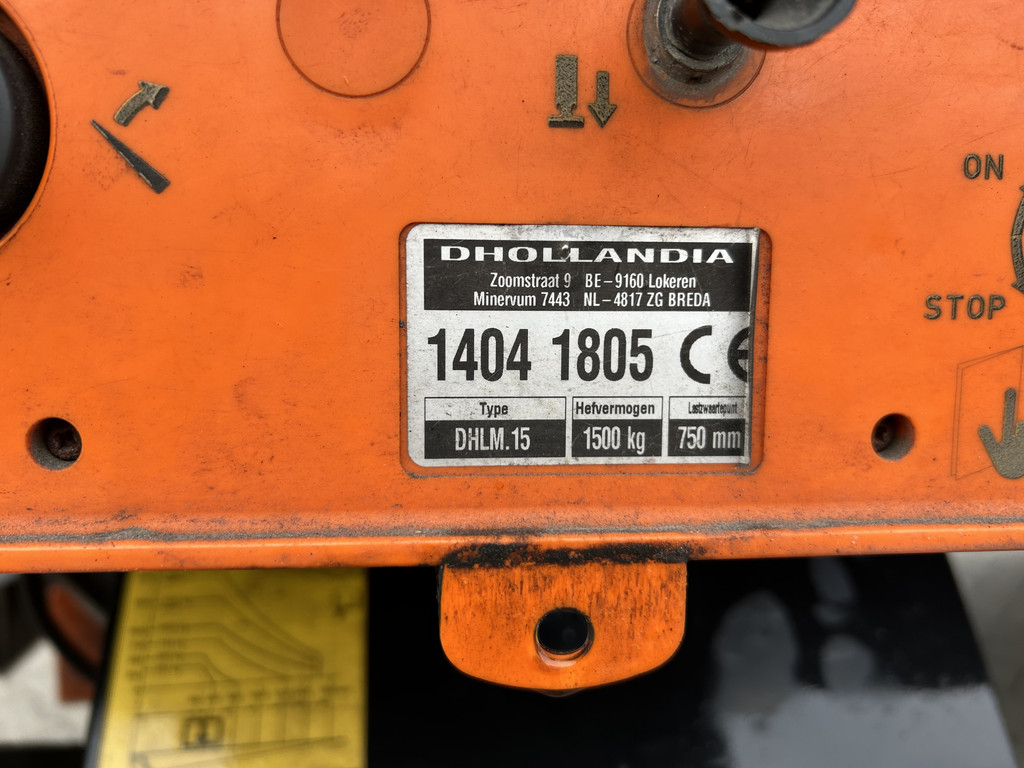 ON
STOP
DHOLLANDIA
Zoomstraat 9 BE-9160 Lokeren
Minervum 7443 NL-4817 ZG BREDA
1404 1805 CE
Type Hefvermogen Lastzwaartepunt
DHLM.15 1500 kg 750 mm